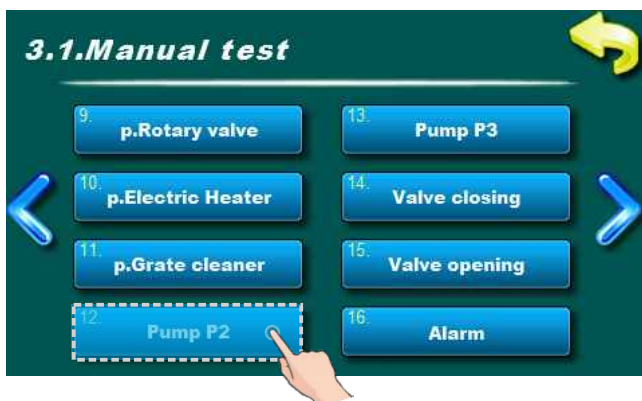 3.1.Manual test
9.
p.Rotary valve
10.
p.Electric Heater
11.
p.Grate cleaner
12.
Pump P2
13.
Pump P3
14.
Valve closing
15.
Valve opening
16.
Alarm